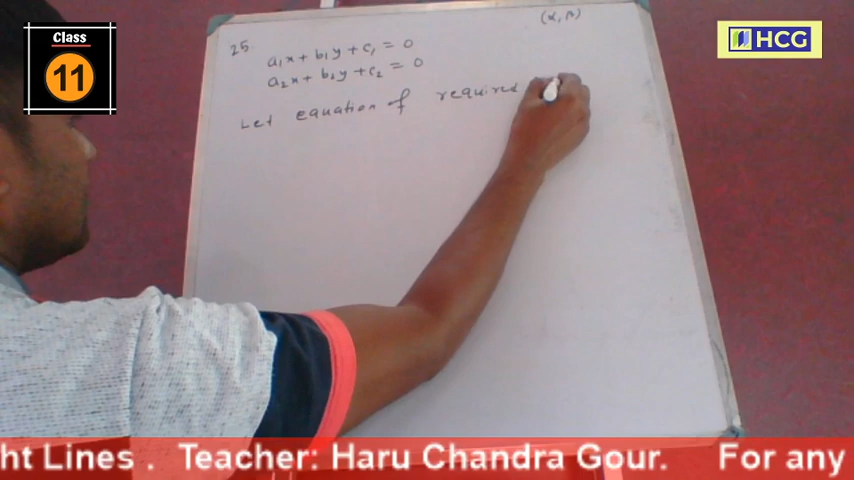 Class
11
HCG
(α, β)
25.
a₁x + b₁y + c₁ = 0
a₂x + b₂y + c₂ = 0
Let equation of required
ht Lines . Teacher: Haru Chandra Gour. For any